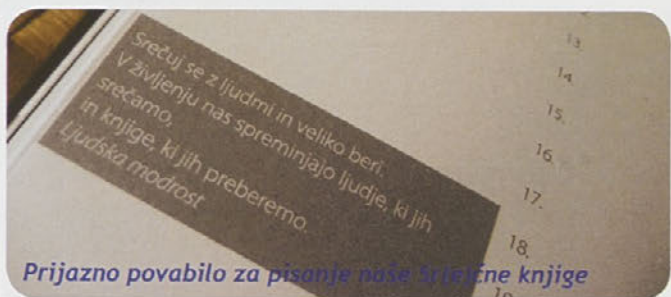 Srečuj se z ljudmi in veliko beri.
V življenju nas spreminjajo ljudje, ki jih
srečamo,
in knjige, ki jih preberemo.
Ljudska modrost
13.
14.
15.
16.
17.
18.
Prijazno povabilo za pisanje naše knjige